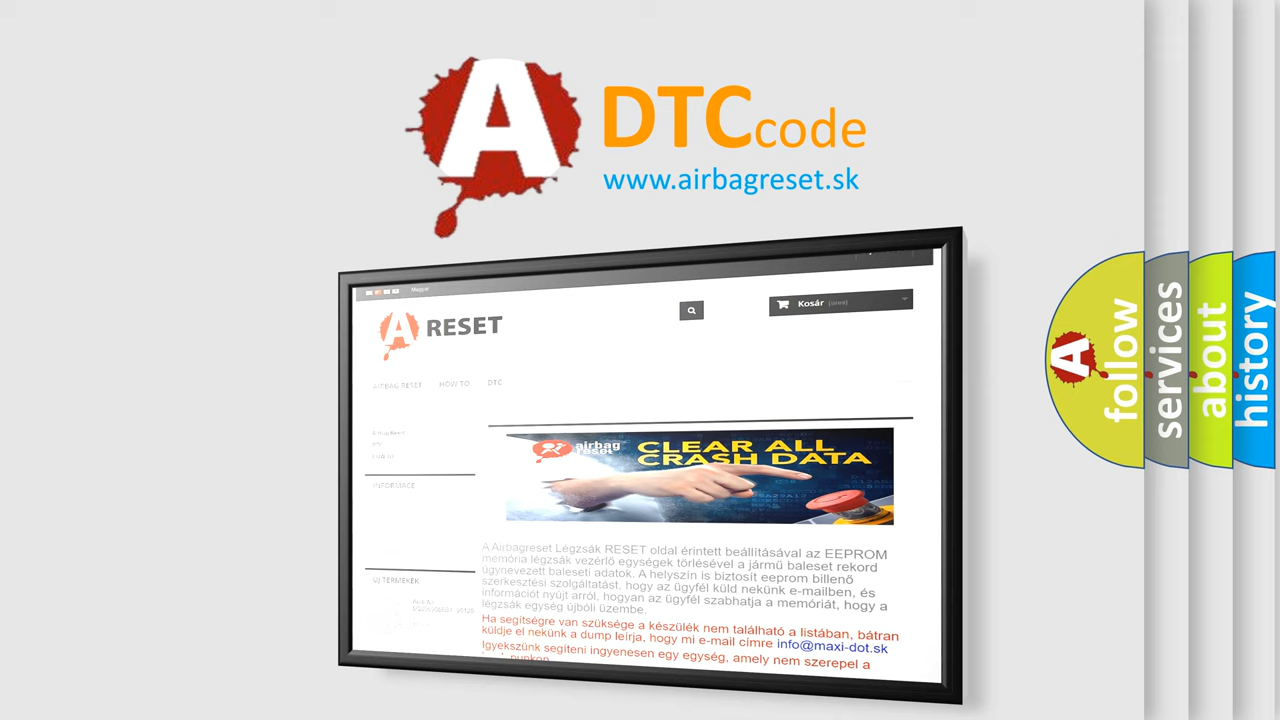 A
DTCcode
www.airbagreset.sk
Magyar
Kosár
A RESET
AIRBAG RESET HOW TO DTC
INFORMACE
airbag
reset
CLEAR ALL
CRASH DATA
A Airbagreset Légzsák RESET oldal érintett beállításával az EEPROM
memória légzsák vezérlő egységek törlésével a jármű baleset rekord
úgynevezett baleseti adatok. A helyszín is biztosít eeprom billenő
szerkesztési szolgáltatást, hogy az ügyfél küld nekünk e-mailben, és
információt nyújt arról, hogyan az ügyfél szabhatja a memóriát, hogy a
légzsák egység újbóli üzembe.
Ha segítségre van szüksége a készülék nem található a listában, bátran
küldje el nekünk a dump leírja, hogy mi e-mail címre info@maxi-dot.sk
Igyekszünk segíteni ingyenesen egy egység, amely nem szerepel a
ÚJ TERMÉKEK
A
follow
services
about
history